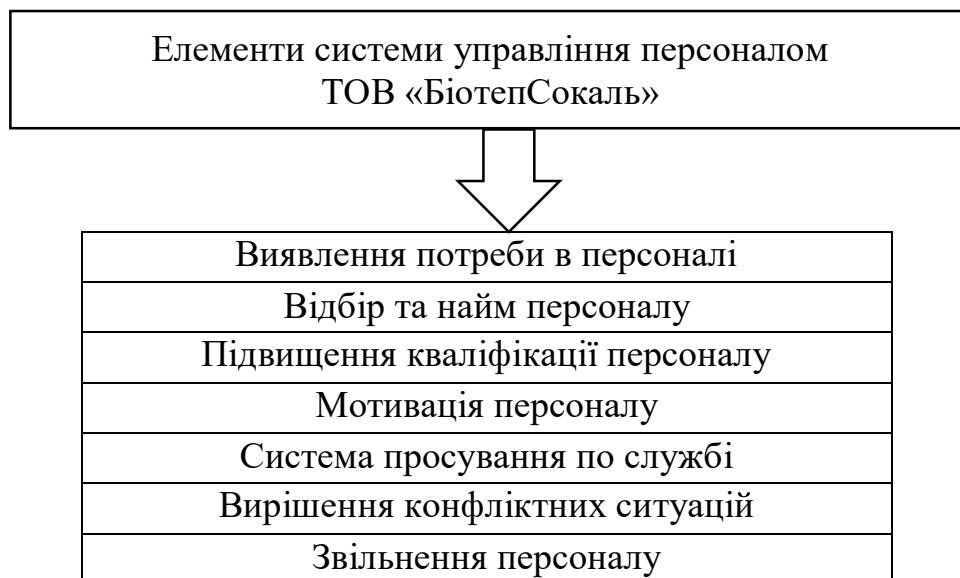 Елементи системи управління персоналом
ТОВ «БіотепСокаль»
Виявлення потреби в персоналі
Відбір та найм персоналу
Підвищення кваліфікації персоналу
Мотивація персоналу
Система просування по службі
Вирішення конфліктних ситуацій
Звільнення персоналу